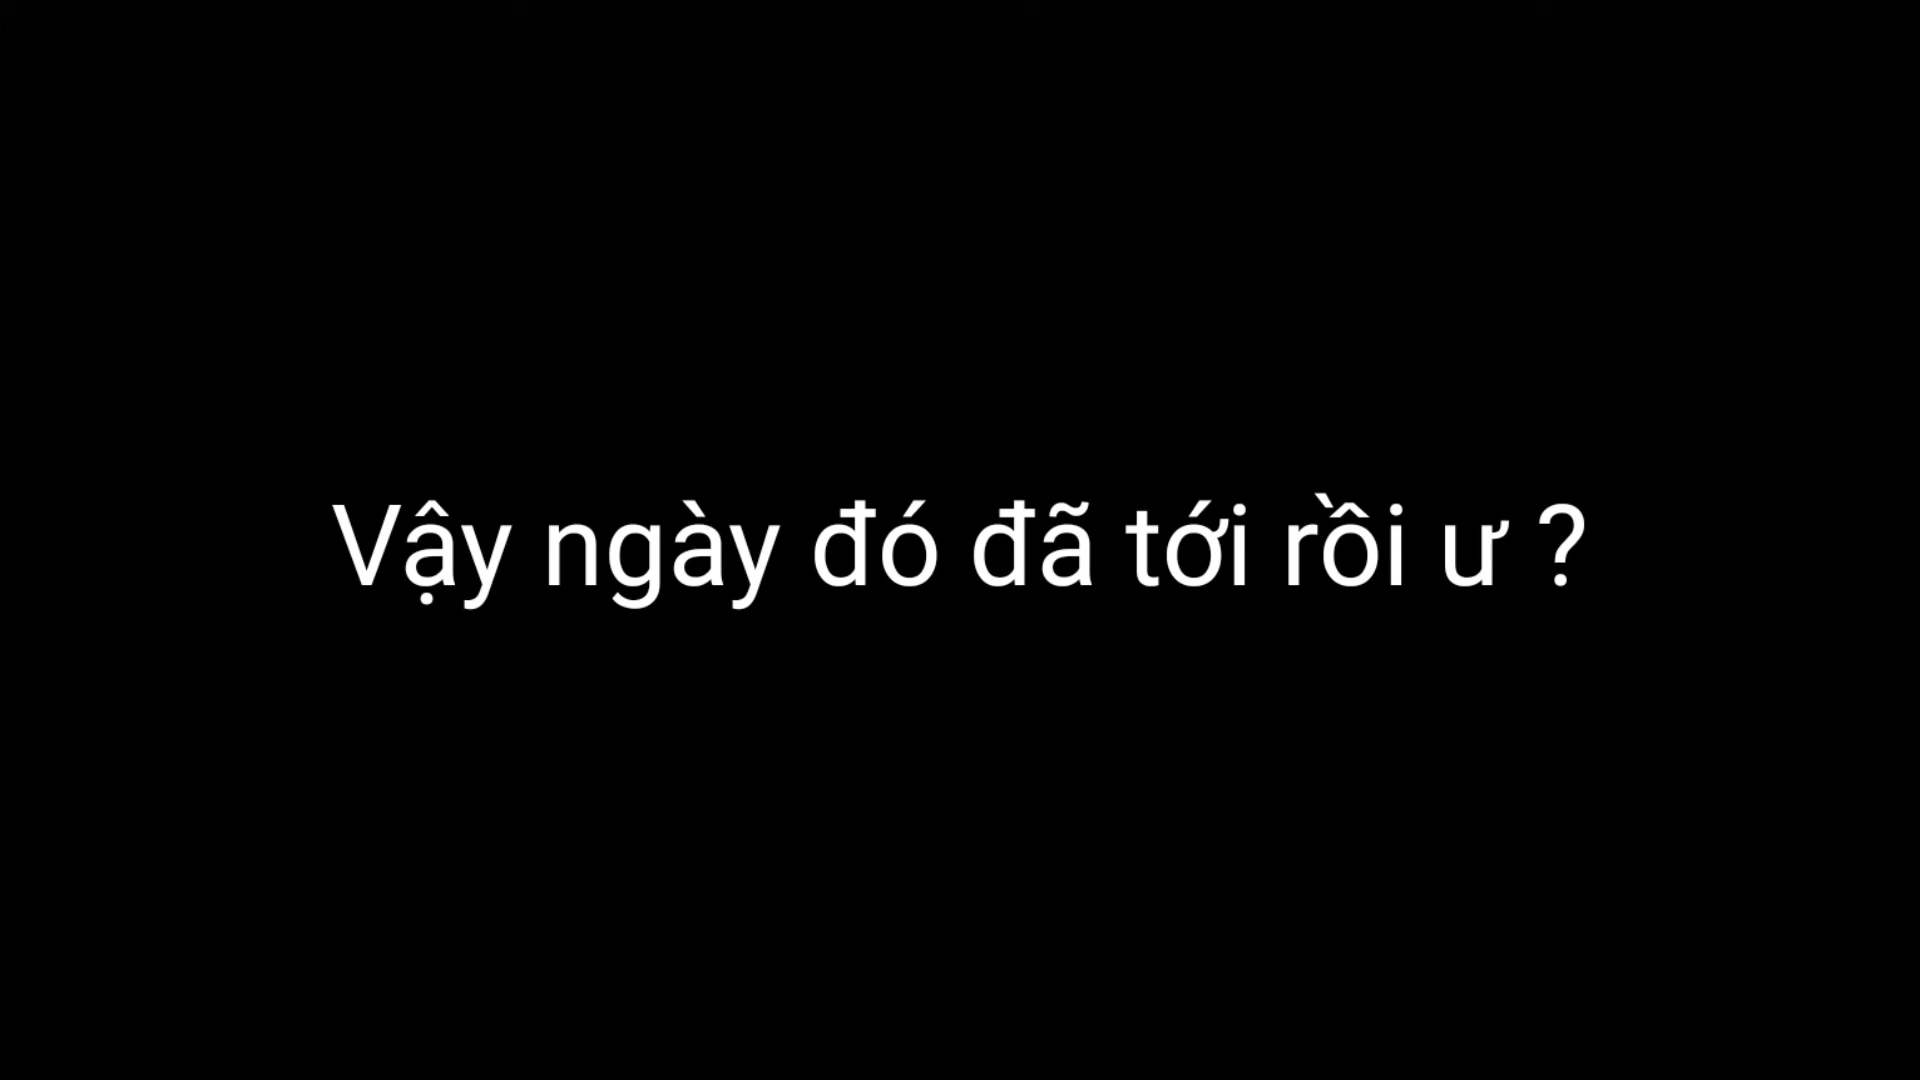 Vậy ngày đó đã tới rồi ư ?